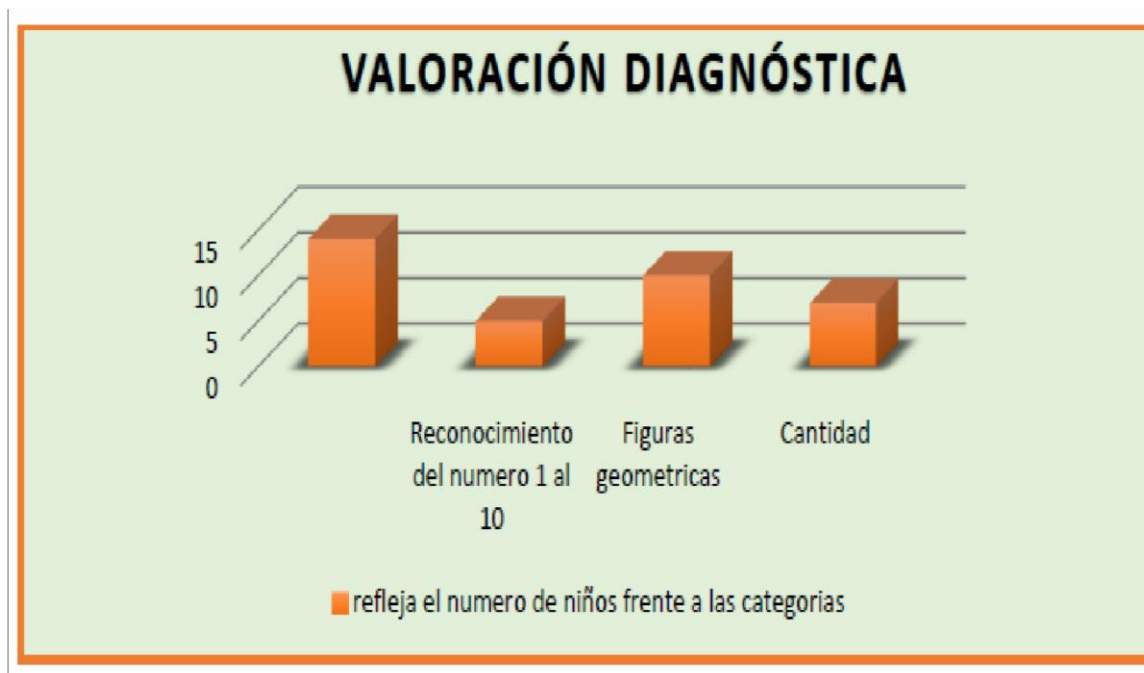 VALORACIÓN DIAGNÓSTICA
15
10
5
0
Reconocimiento
del numero 1 al
10
Figuras
geometricas
Cantidad
refleja el numero de niños frente a las categorias